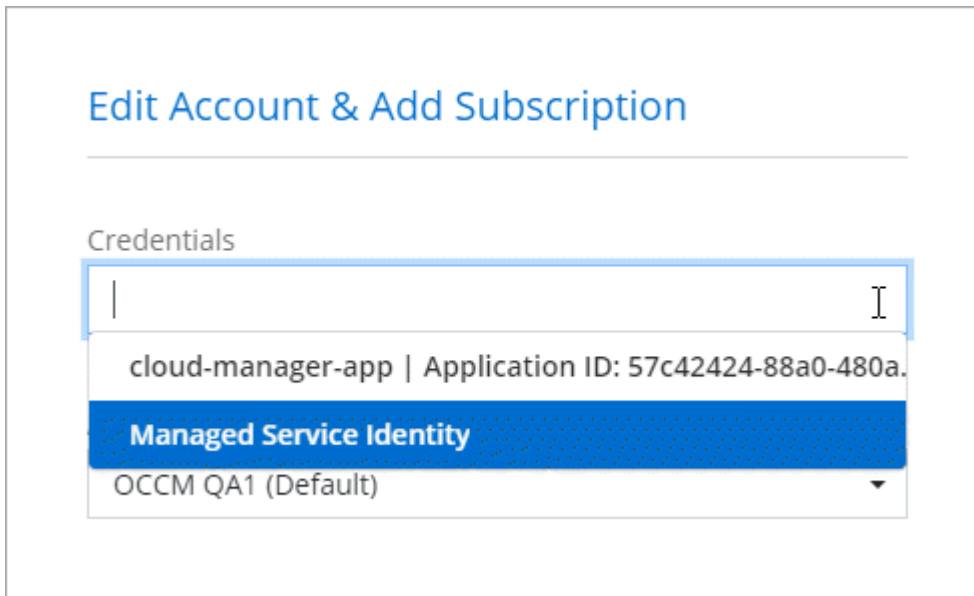 Edit Account & Add Subscription
Credentials
cloud-manager-app | Application ID: 57c42424-88a0-480a.
Managed Service Identity
OCCM QA1 (Default)